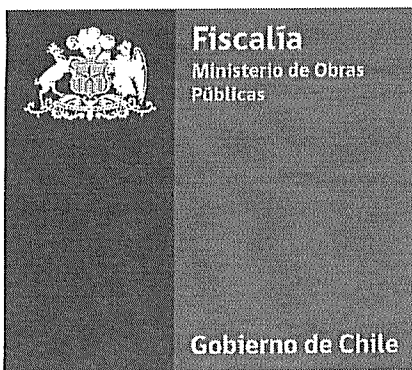 Fiscalía
Ministerio de Obras
Públicas
Gobierno de Chile